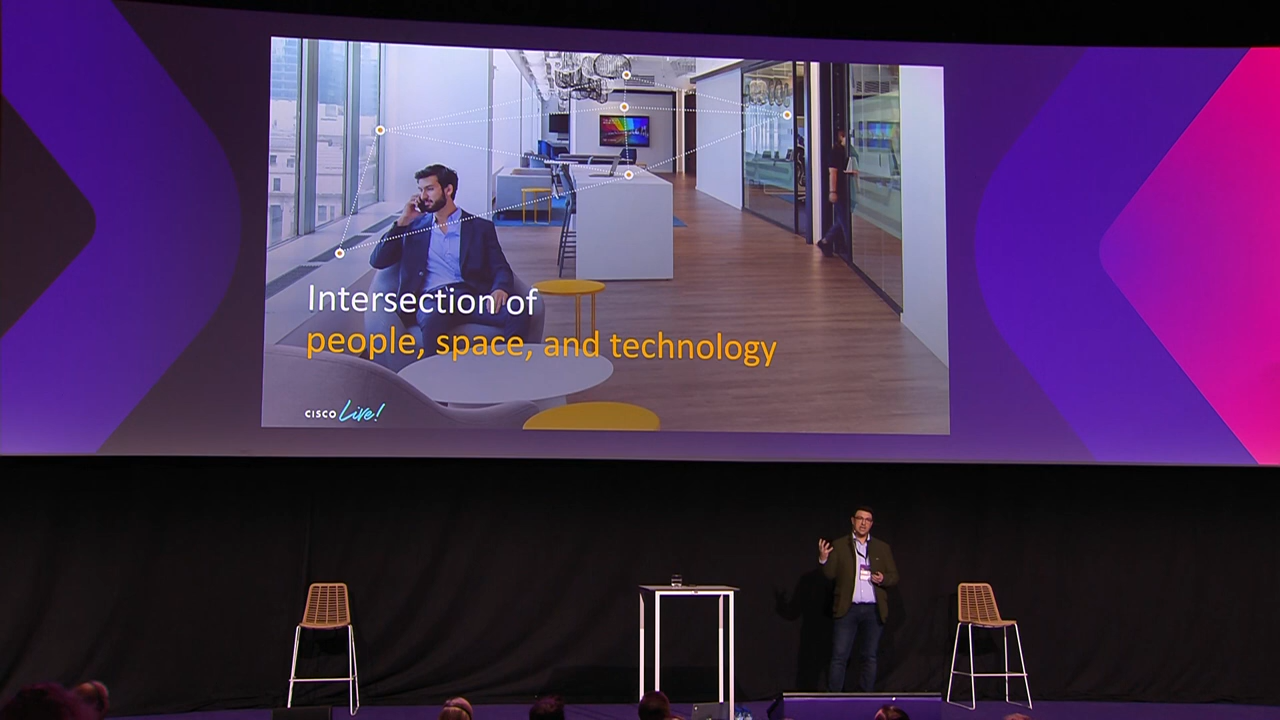 Intersection of
people, space, and technology
CISCO Live!